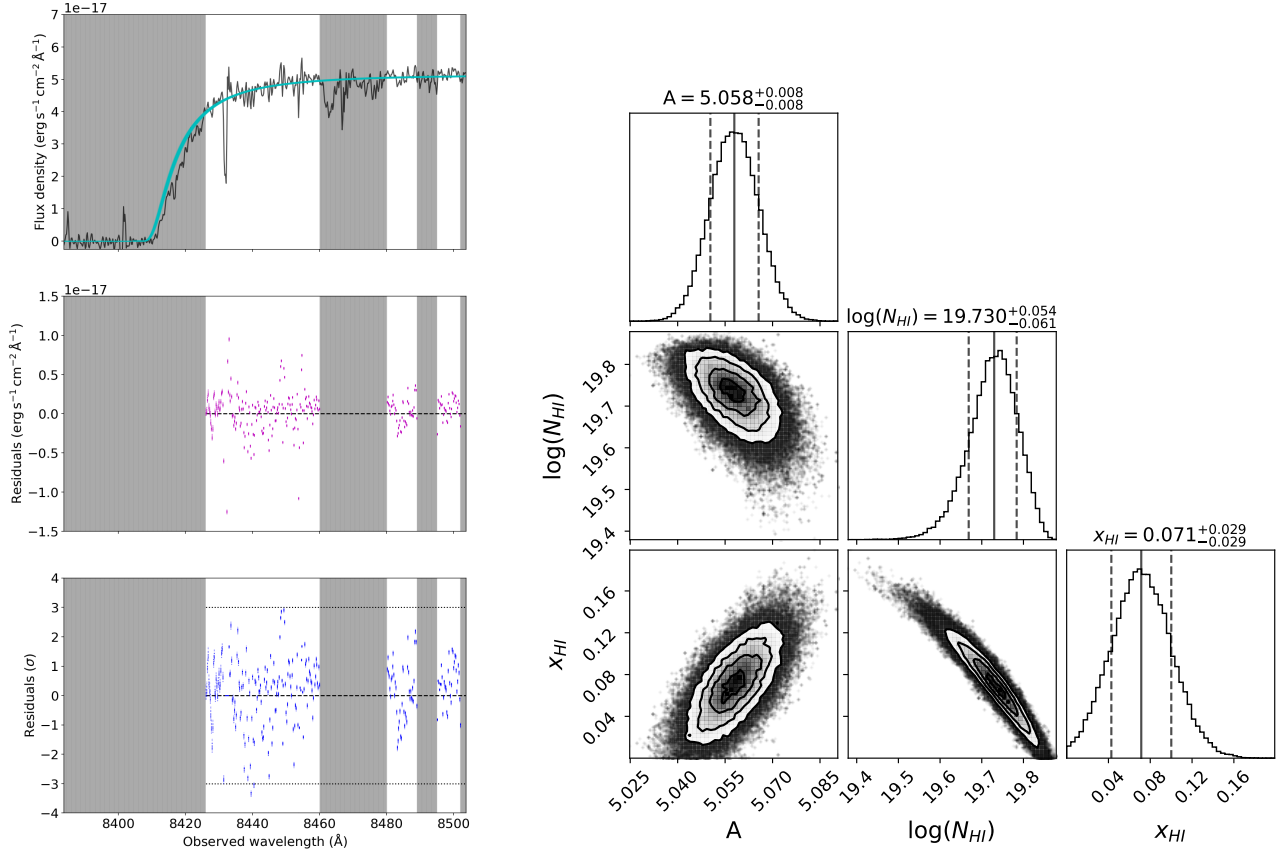 1e−17
7
6
5
4
3
2
1
0
Flux density (erg s⁻¹ cm⁻² Å⁻¹)
1e−17
1.5
1.0
0.5
0.0
−0.5
−1.0
−1.5
Residuals (erg s⁻¹ cm⁻² Å⁻¹)
4
3
2
1
0
−1
−2
−3
−4
Residuals (σ)
8400 8420 8440 8460 8480 8500
Observed wavelength (Å)
A = 5.058 +0.008 −0.008
log(N_HI) = 19.730 +0.054 −0.061
19.8
19.7
19.6
19.5
19.4
log(N_HI)
x_HI = 0.071 +0.029 −0.029
0.16
0.12
0.08
0.04
x_HI
5.025 5.040 5.055 5.070 5.085
A
19.4 19.5 19.6 19.7 19.8
log(N_HI)
0.04 0.08 0.12 0.16
x_HI